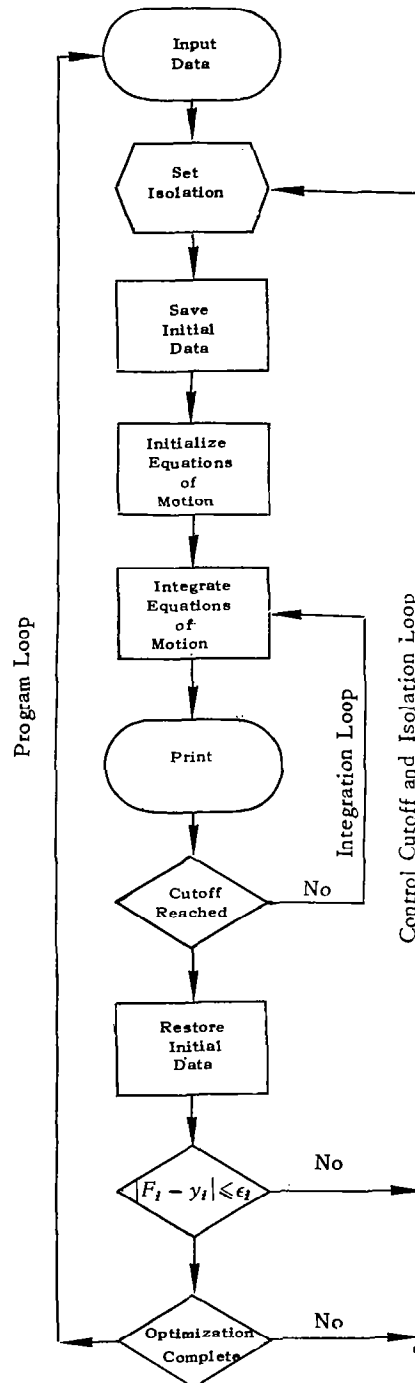 Input
Data
Set
Isolation
Save
Initial
Data
Initialize
Equations
of
Motion
Integrate
Equations
of
Motion
Program Loop
Integration Loop
Control Cutoff and Isolation Loop
Print
Cutoff
Reached
No
Restore
Initial
Data
|F_i − y_i| ≤ ϵ_i
No
Optimization
Complete
No